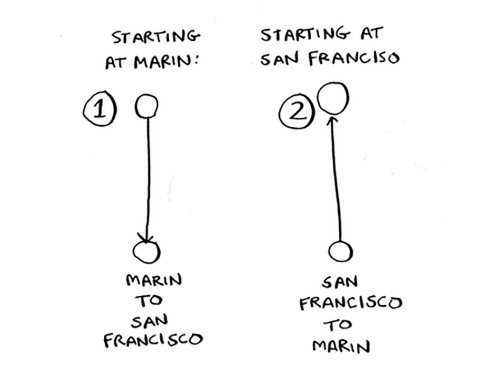 STARTING
AT MARIN:
1
MARIN
TO
SAN
FRANCISCO
STARTING AT
SAN FRANCISO
2
SAN
FRANCISCO
TO
MARIN